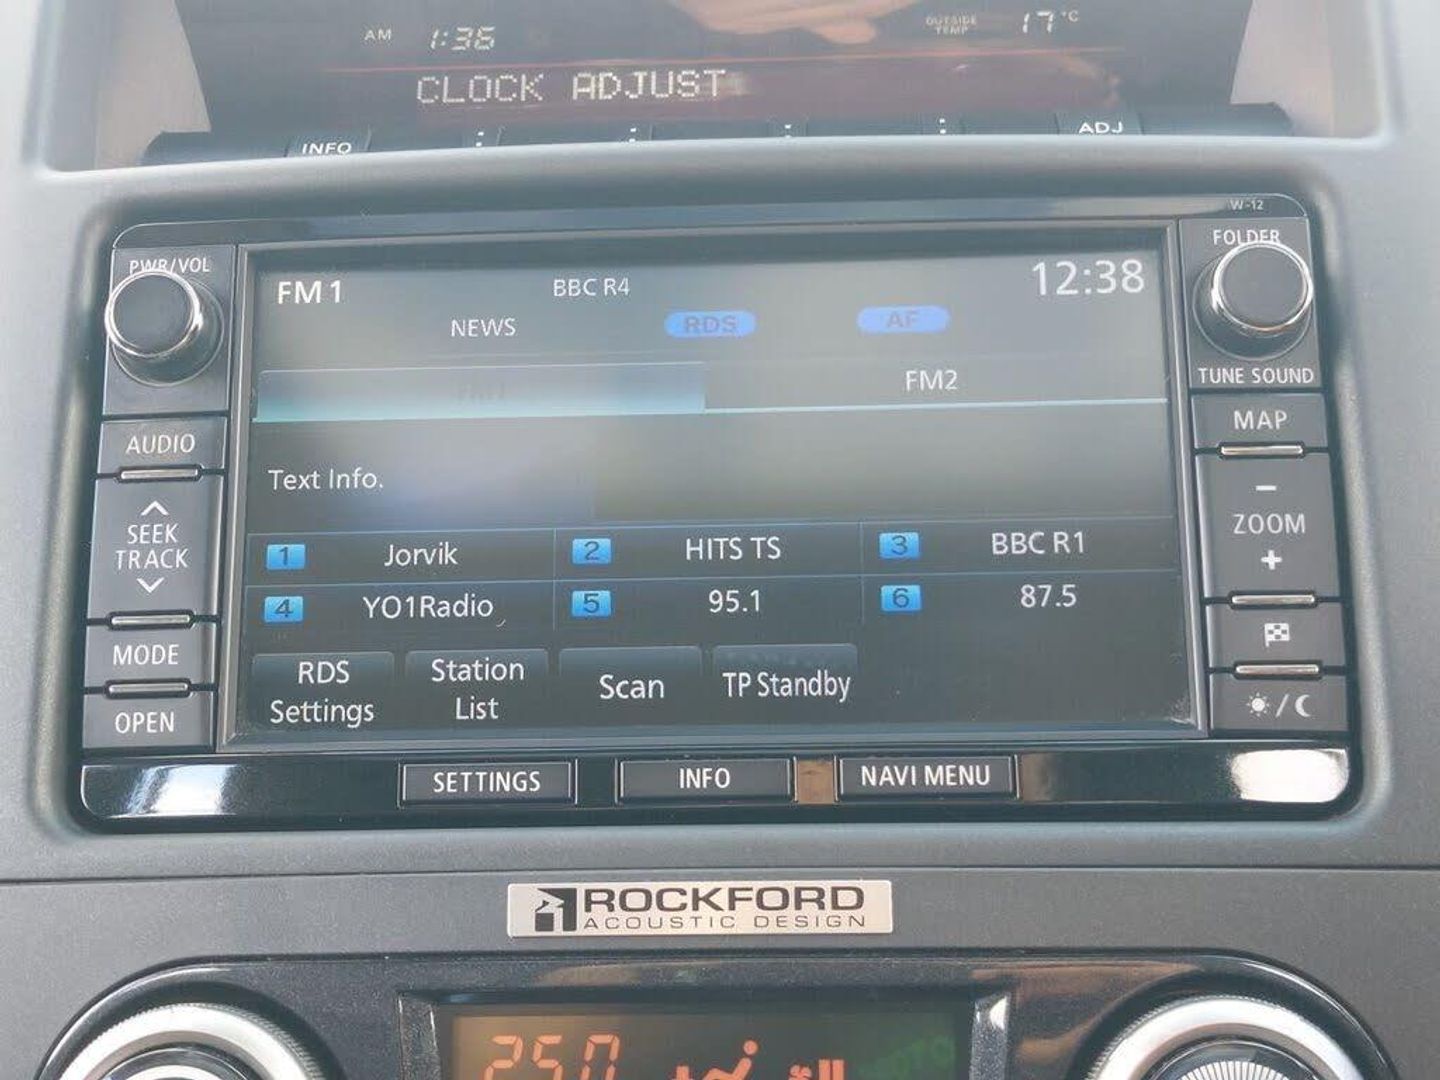 AM 1:36 OUTSIDE TEMP 17°C
CLOCK ADJUST
INFO ADJ
W-12
PWR/VOL
FOLDER
FM1 BBC R4 12:38
NEWS RDS AF
TUNE SOUND
FM2
AUDIO
MAP
Text Info.
SEEK
TRACK
- ZOOM +
1 Jorvik 2 HITS TS 3 BBC R1
4 YO1Radio 5 95.1 6 87.5
MODE
RDS Settings Station List Scan TP Standby
OPEN
SETTINGS INFO NAVI MENU
ROCKFORD
ACOUSTIC DESIGN
250